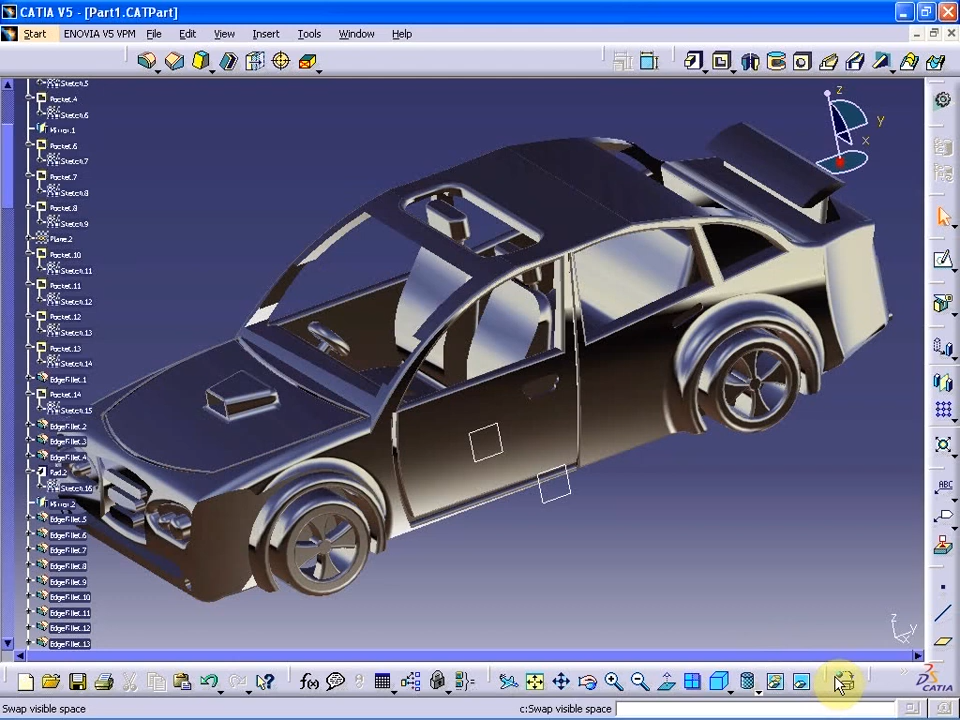 CATIA V5 - [Part1.CATPart]
Start ENOVIA V5 VPM File Edit View Insert Tools Window Help
Sketch.5
Pocket.4
Sketch.6
Mirror.1
Pocket.6
Sketch.7
Pocket.7
Sketch.8
Pocket.8
Sketch.9
Plane.2
Pocket.10
Sketch.11
Pocket.11
Sketch.12
Pocket.12
Sketch.13
Pocket.13
Sketch.14
EdgeFillet.1
Pocket.14
Sketch.15
EdgeFillet.2
EdgeFillet.3
EdgeFillet.4
Pad.2
Sketch.16
Mirror.2
EdgeFillet.5
EdgeFillet.6
EdgeFillet.7
EdgeFillet.8
EdgeFillet.9
EdgeFillet.10
EdgeFillet.11
EdgeFillet.12
EdgeFillet.13
z
y
x
ABC
z
y
x
f(x)
CATIA
Swap visible space c:Swap visible space